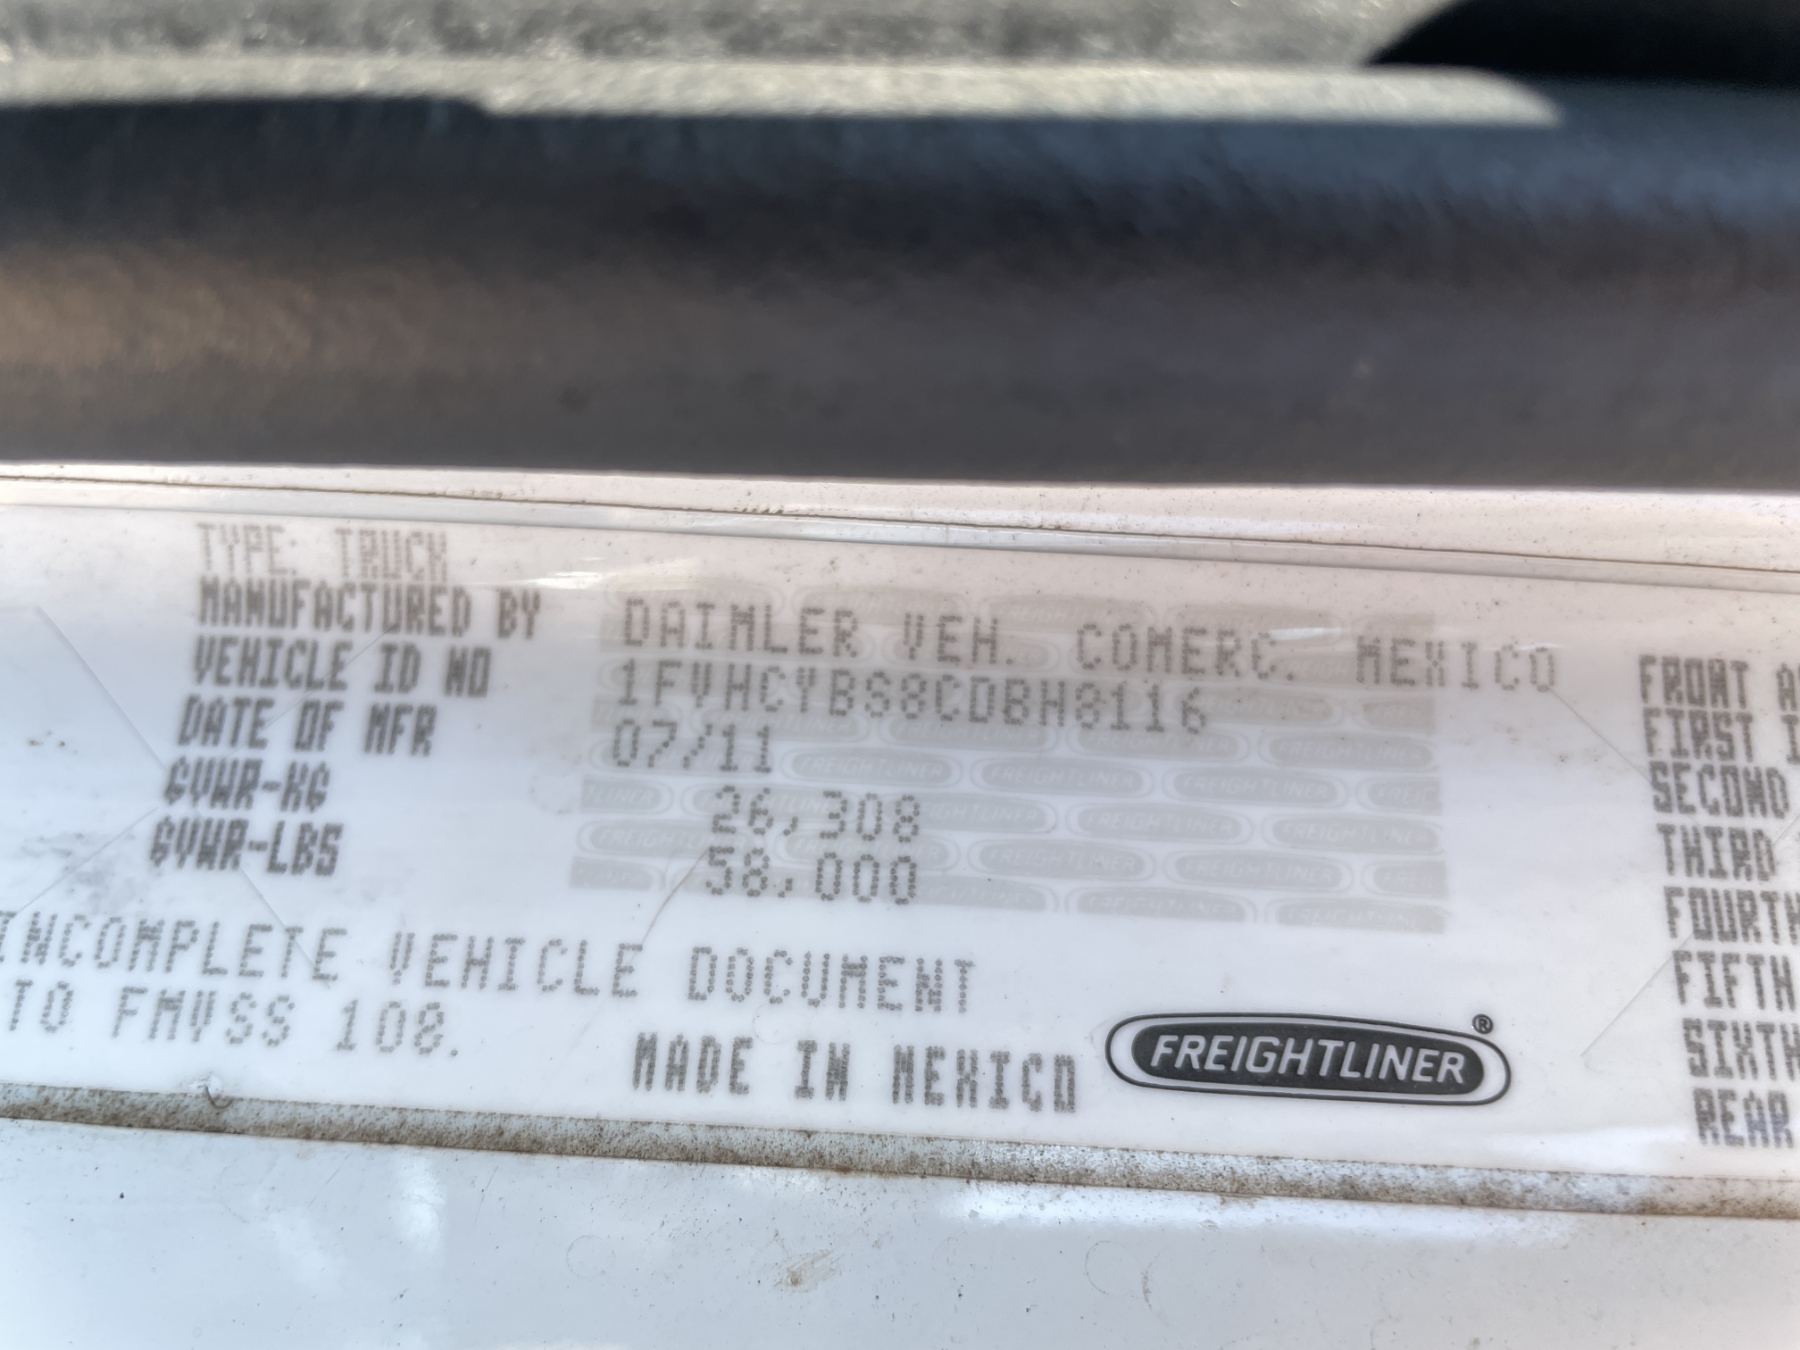 TYPE: TRUCK
MANUFACTURED BY DAIMLER VEH. COMERC. MEXICO
VEHICLE ID NO 1FVHCYBS8CDBH8116
DATE OF MFR 07/11
GVWR-KG 26,308
GVWR-LBS 58,000
INCOMPLETE VEHICLE DOCUMENT
TO FMVSS 108.
MADE IN MEXICO
FREIGHTLINER®
FRONT
FIRST
SECOND
THIRD
FOURTH
FIFTH
SIXTH
REAR